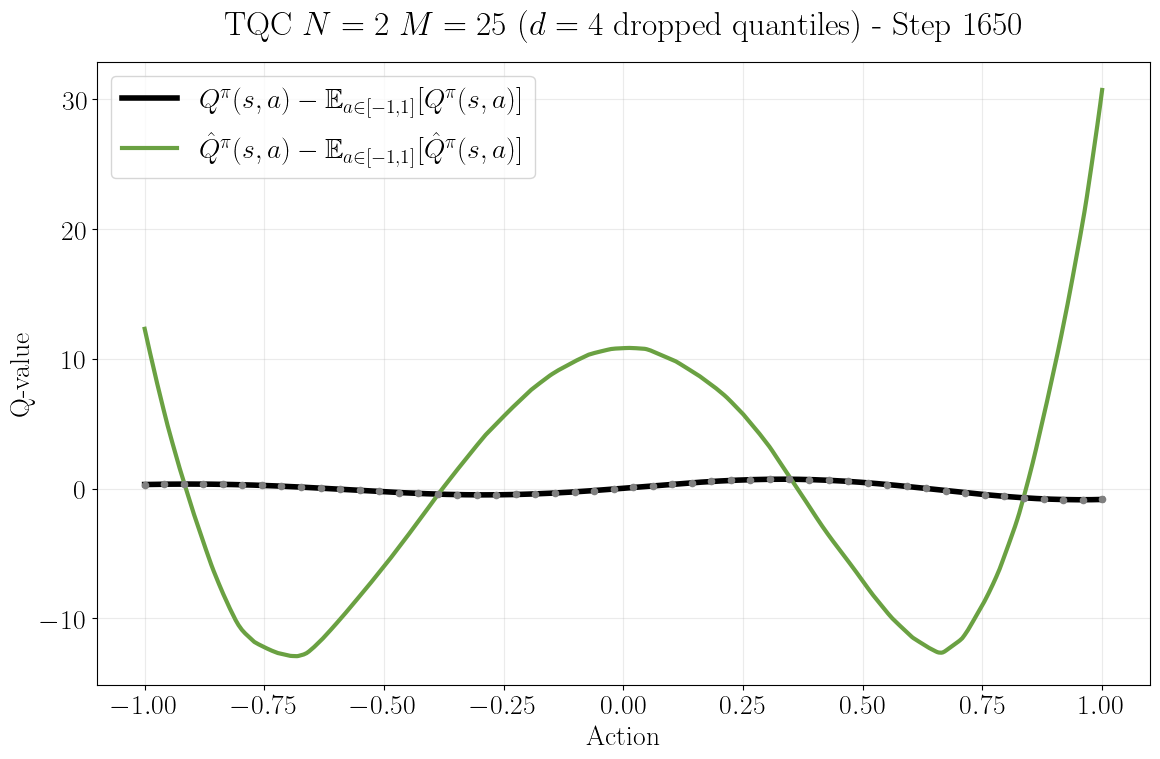 TQC N = 2 M = 25 (d = 4 dropped quantiles) - Step 1650
Q^π(s, a) − 𝔼_{a∈[−1,1]}[Q^π(s, a)]
Q̂^π(s, a) − 𝔼_{a∈[−1,1]}[Q̂^π(s, a)]
30
20
10
0
−10
Q-value
−1.00 −0.75 −0.50 −0.25 0.00 0.25 0.50 0.75 1.00
Action